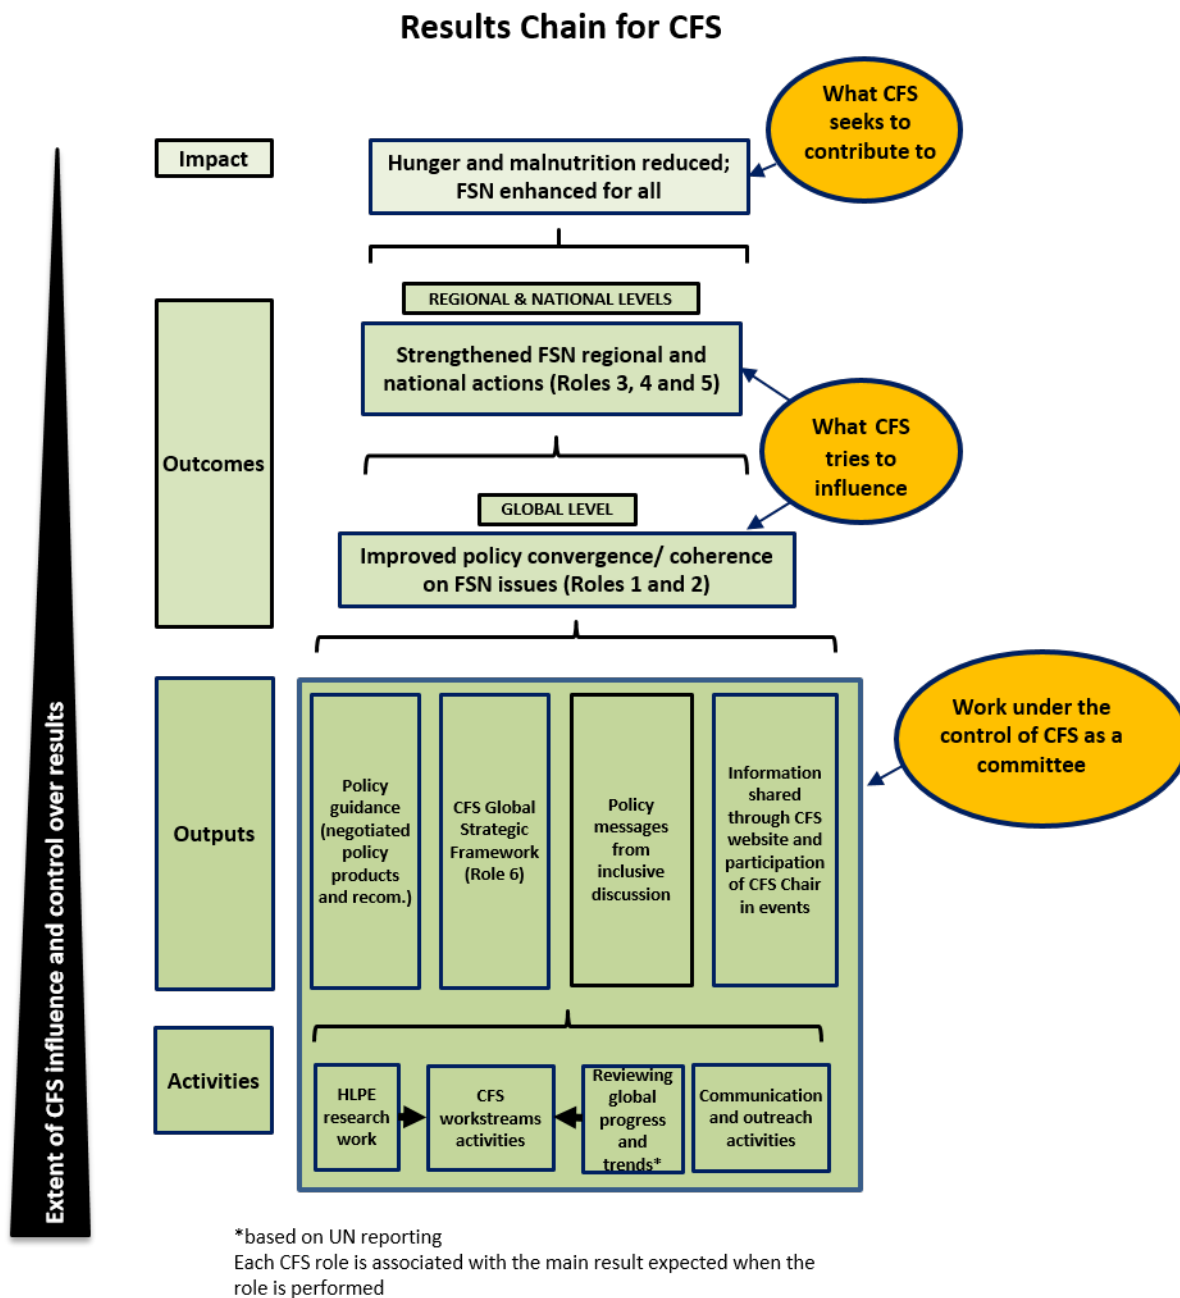 Results Chain for CFS
What CFS
seeks to
contribute to
Impact
Hunger and malnutrition reduced;
FSN enhanced for all
REGIONAL & NATIONAL LEVELS
Strengthened FSN regional and
national actions (Roles 3, 4 and 5)
What CFS
tries to
influence
Outcomes
GLOBAL LEVEL
Improved policy convergence/ coherence
on FSN issues (Roles 1 and 2)
Extent of CFS influence and control over results
Work under the
control of CFS as a
committee
Outputs
Policy
guidance
(negotiated
policy
products
and recom.)
CFS Global
Strategic
Framework
(Role 6)
Policy
messages
from
inclusive
discussion
Information
shared
through CFS
website and
participation
of CFS Chair
in events
Activities
HLPE
research
work
CFS
workstreams
activities
Reviewing
global
progress
and
trends*
Communication
and outreach
activities
*based on UN reporting
Each CFS role is associated with the main result expected when the
role is performed